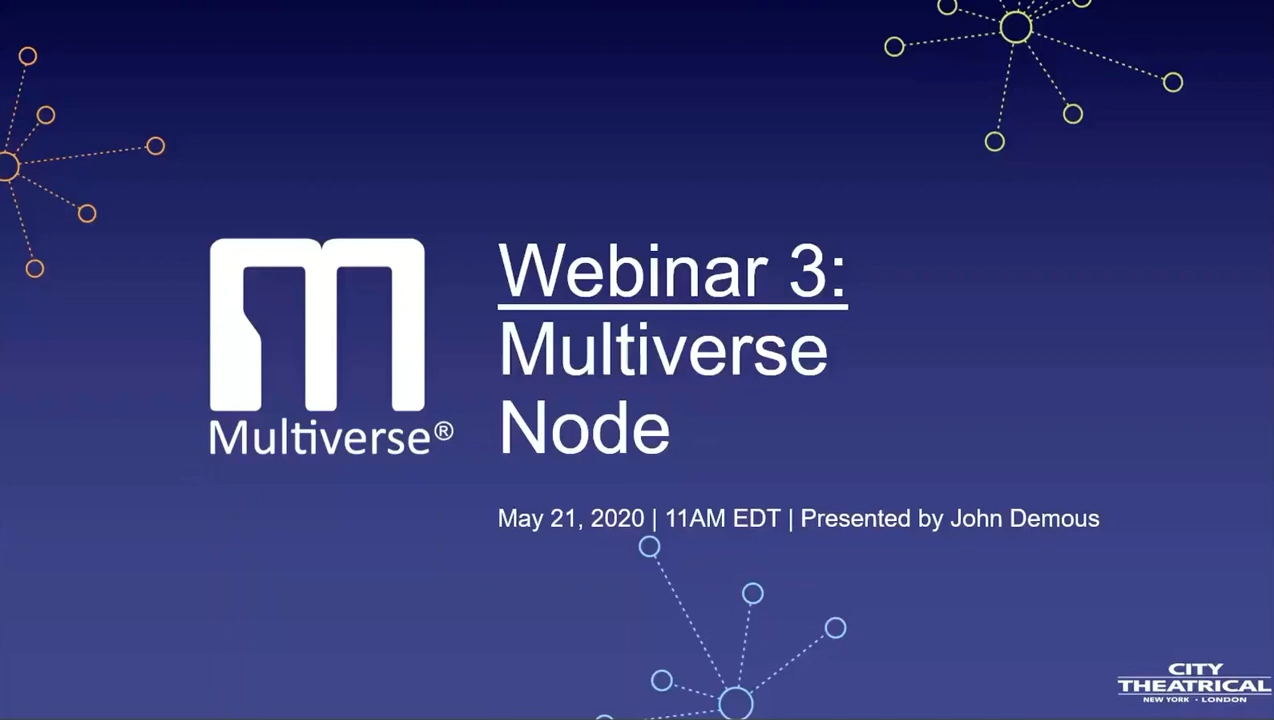 Webinar 3:
Multiverse
Node
Multiverse®
May 21, 2020 | 11AM EDT | Presented by John Demous
CITY
THEATRICAL
NEW YORK • LONDON